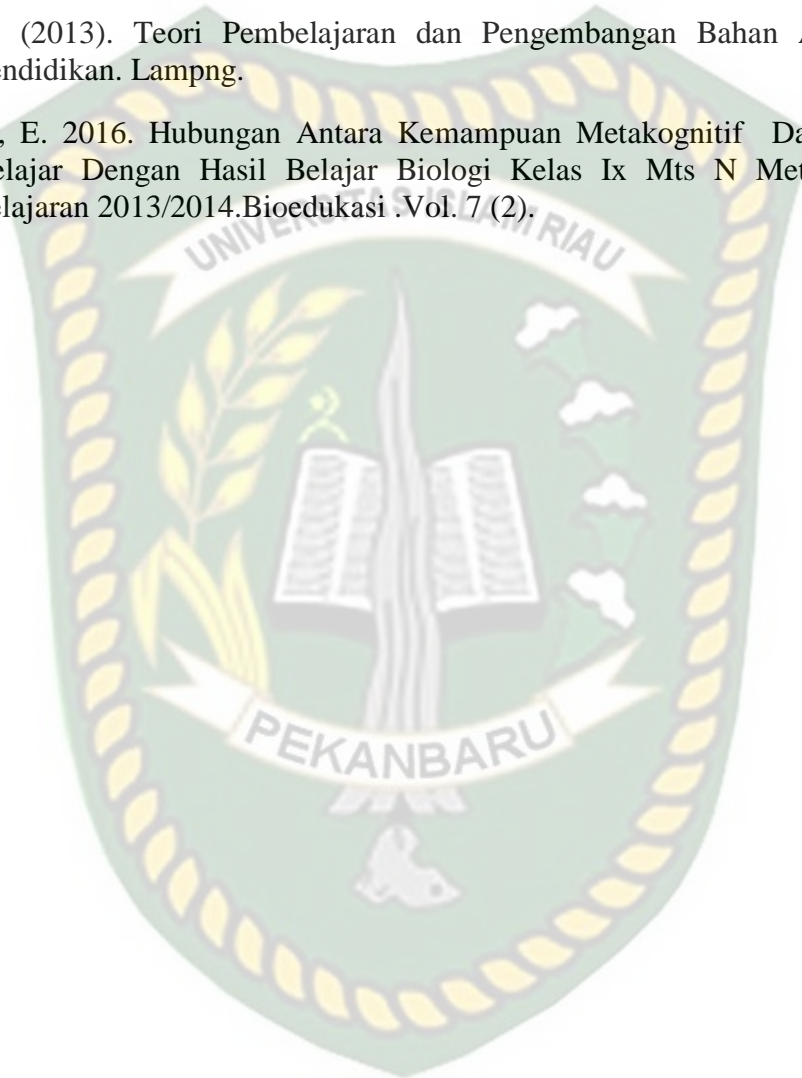 (2013). Teori Pembelajaran dan Pengembangan Bahan
endidikan. Lampng.
, E. 2016. Hubungan Antara Kemampuan Metakognitif Da
elajar Dengan Hasil Belajar Biologi Kelas Ix Mts N Met
elajaran 2013/2014.Bioedukasi .Vol. 7 (2).
UNIVERSITAS ISLAM RIAU
PEKANBARU